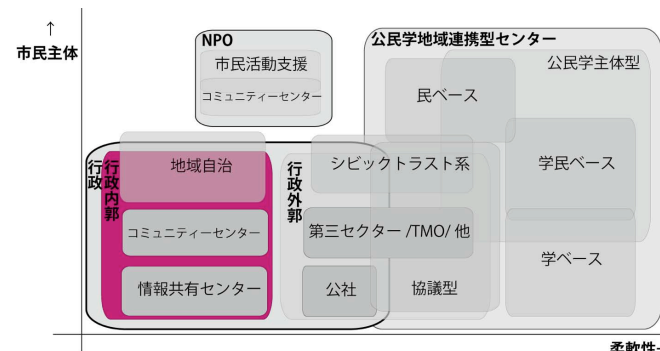 ↑
市民主体
NPO
市民活動支援
コミュニティーセンター
公民学地域連携型センター
公民学主体型
民ベース
学民ベース
学ベース
行政
行政内郭
地域自治
コミュニティーセンター
情報共有センター
行政外郭
シビックトラスト系
第三セクター/TMO/他
公社
協議型
柔軟性